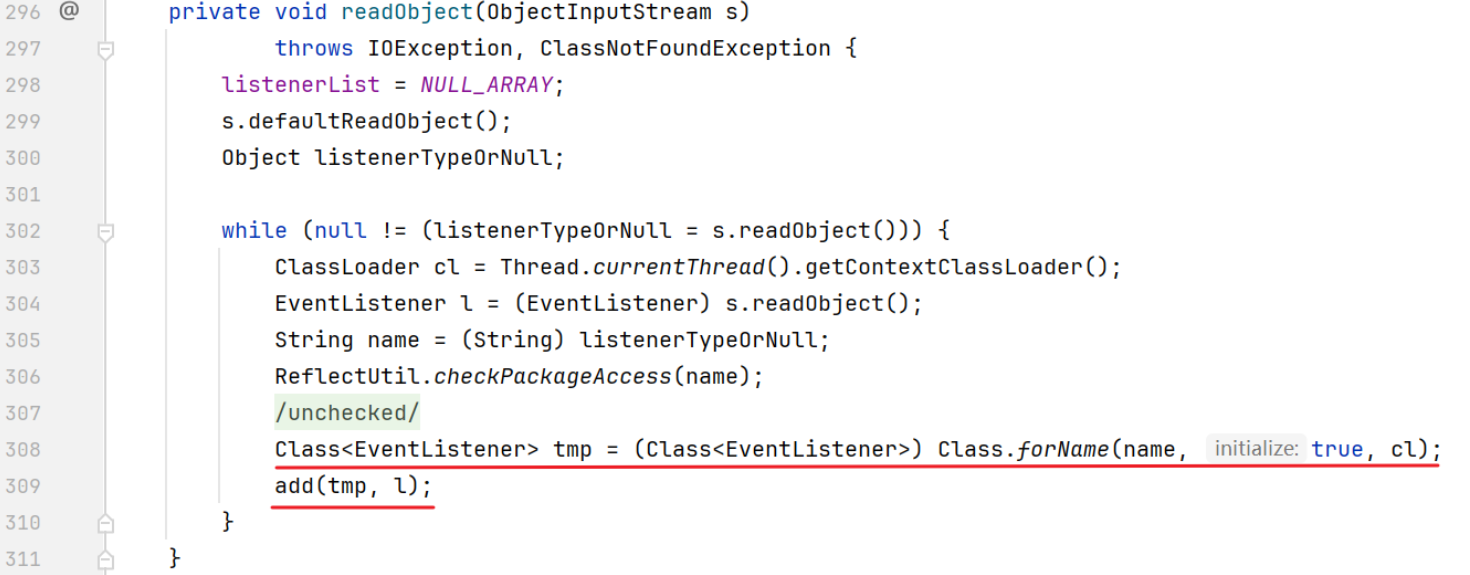 296 @ private void readObject(ObjectInputStream s)
297 throws IOException, ClassNotFoundException {
298 listenerList = NULL_ARRAY;
299 s.defaultReadObject();
300 Object listenerTypeOrNull;
301
302 while (null != (listenerTypeOrNull = s.readObject())) {
303 ClassLoader cl = Thread.currentThread().getContextClassLoader();
304 EventListener l = (EventListener) s.readObject();
305 String name = (String) listenerTypeOrNull;
306 ReflectUtil.checkPackageAccess(name);
307 /unchecked/
308 Class<EventListener> tmp = (Class<EventListener>) Class.forName(name, initialize: true, cl);
309 add(tmp, l);
310 }
311 }